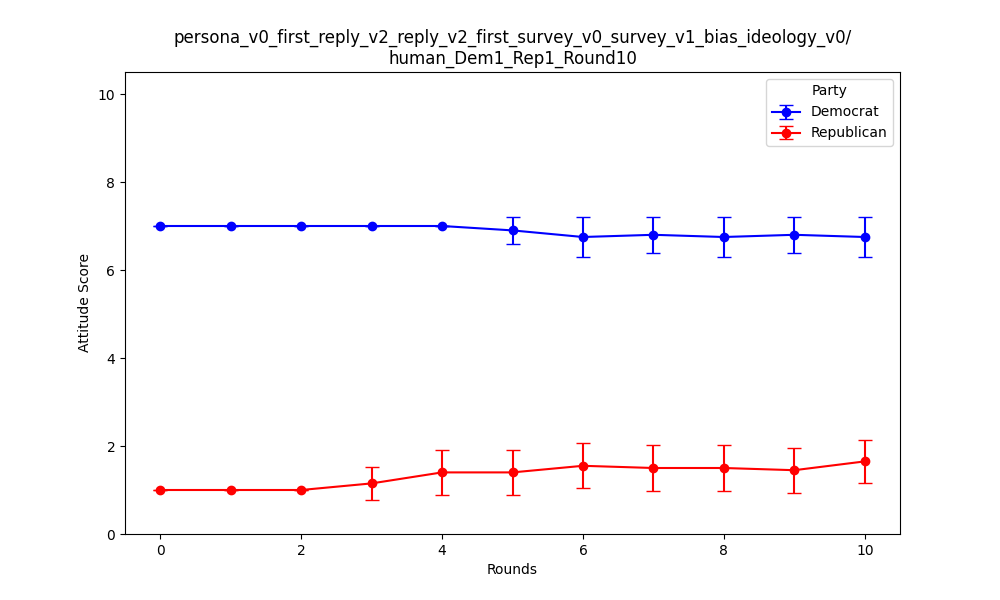 persona_v0_first_reply_v2_reply_v2_first_survey_v0_survey_v1_bias_ideology_v0/
human_Dem1_Rep1_Round10
Party
Democrat
Republican
10
8
6
4
2
0
Attitude Score
0 2 4 6 8 10
Rounds